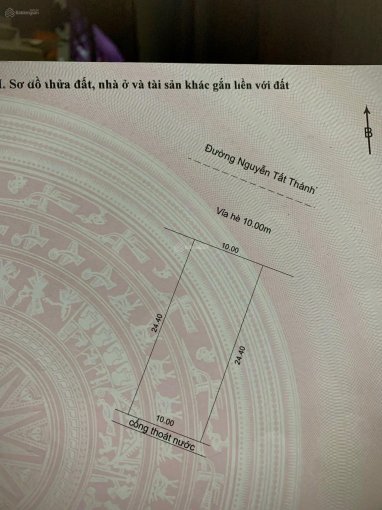 I. Sơ đồ thửa đất, nhà ở và tài sản khác gắn liền với đất
B
Đường Nguyễn Tất Thành
Vỉa hè 10.00m
10.00
24.40
24.40
10.00
cống thoát nước